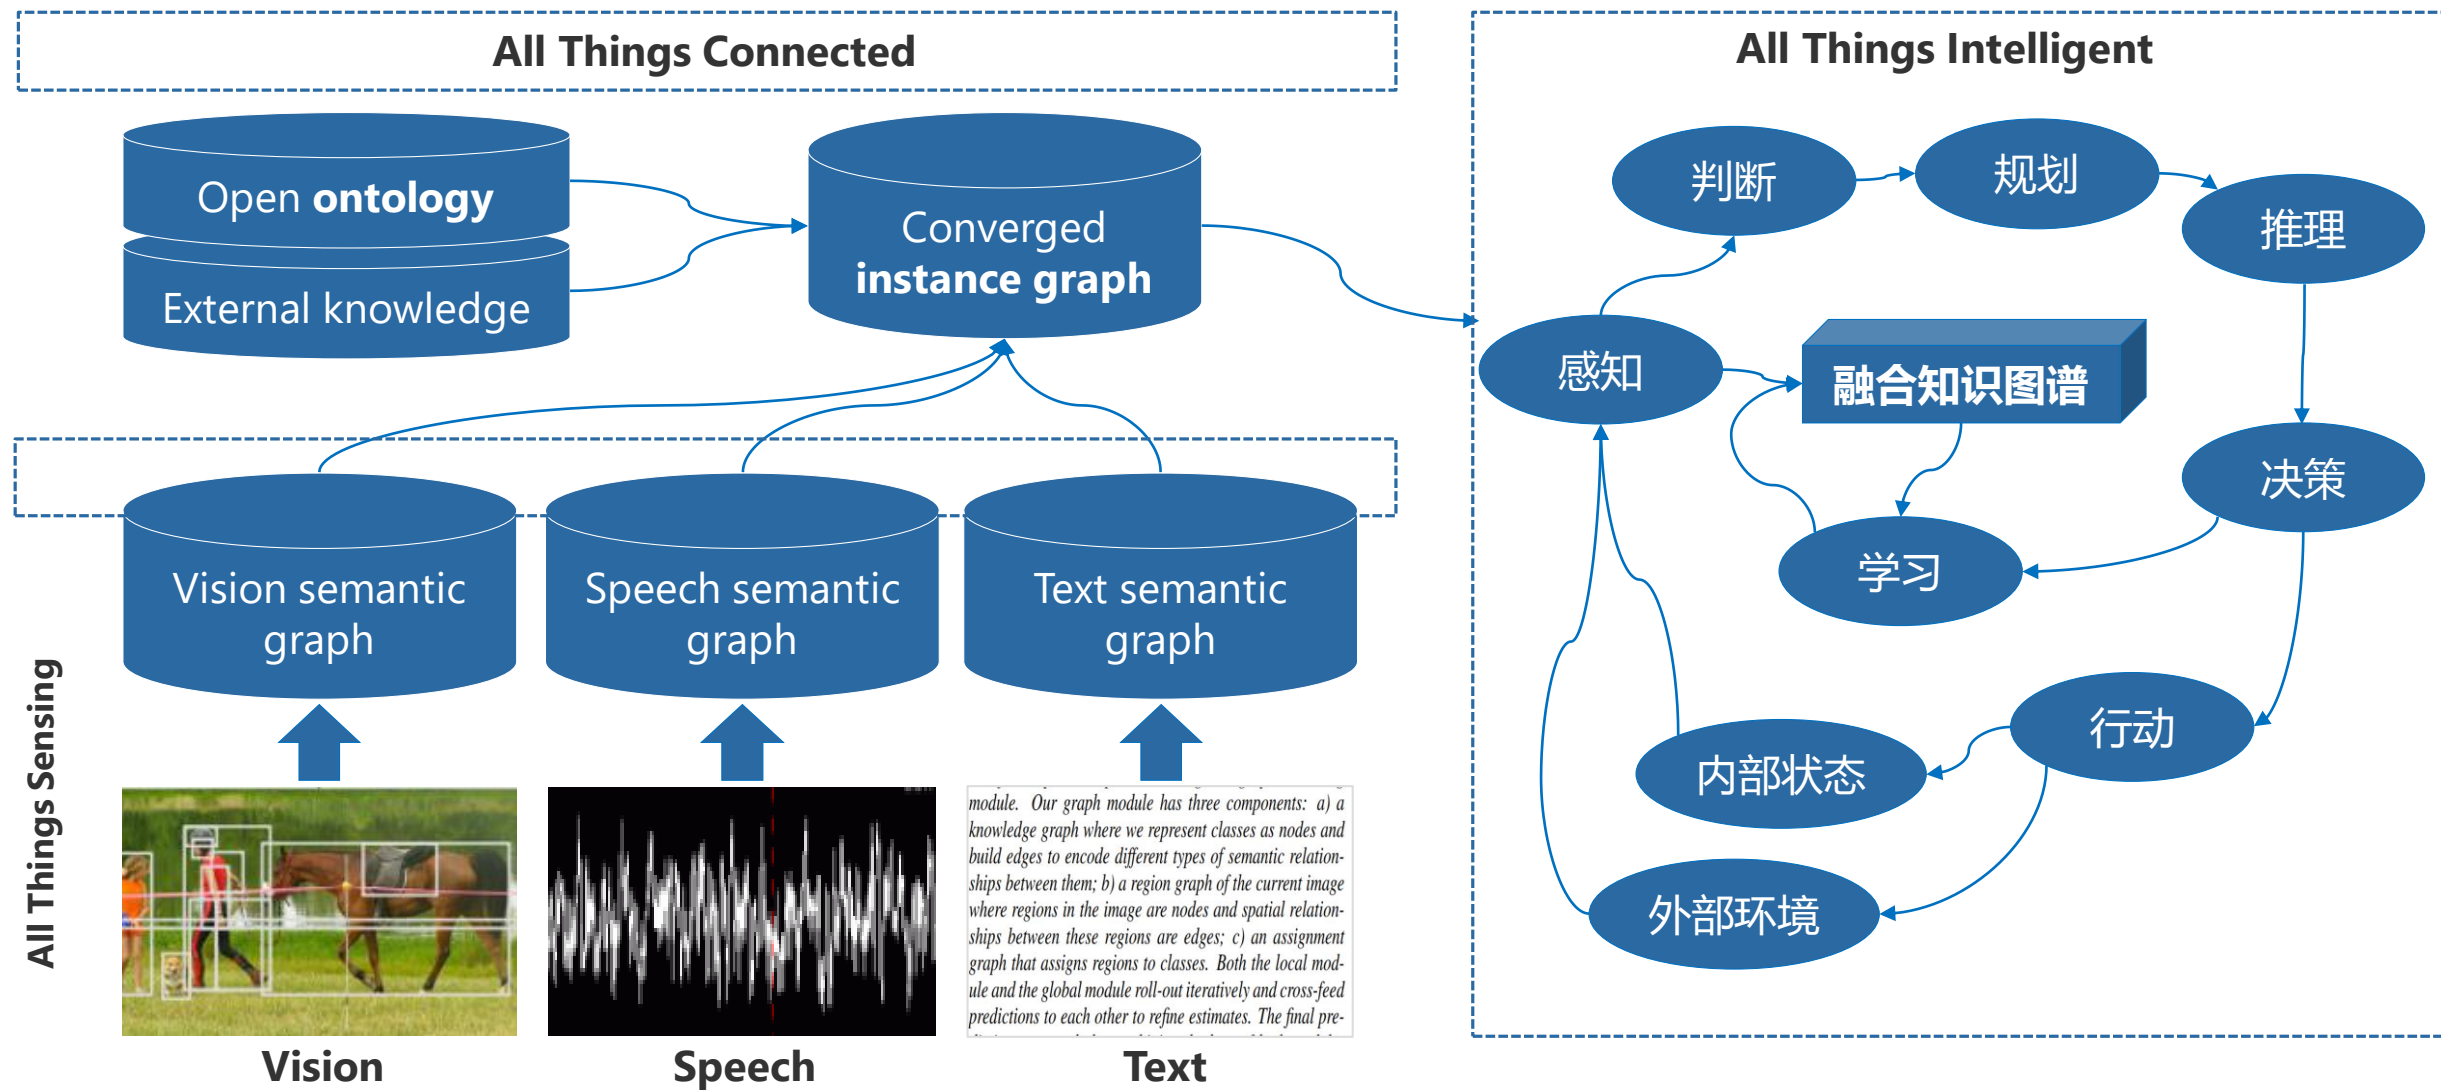 All Things Connected
All Things Intelligent
Open ontology
External knowledge
Converged
instance graph
判断
规划
推理
感知
融合知识图谱
决策
学习
行动
内部状态
外部环境
Vision semantic
graph
Speech semantic
graph
Text semantic
graph
All Things Sensing
module. Our graph module has three components: a) a
knowledge graph where we represent classes as nodes and
build edges to encode different types of semantic relation-
ships between them; b) a region graph of the current image
where regions in the image are nodes and spatial relation-
ships between these regions are edges; c) an assignment
graph that assigns regions to classes. Both the local mod-
ule and the global module roll-out iteratively and cross-feed
predictions to each other to refine estimates. The final pre-
Vision
Speech
Text